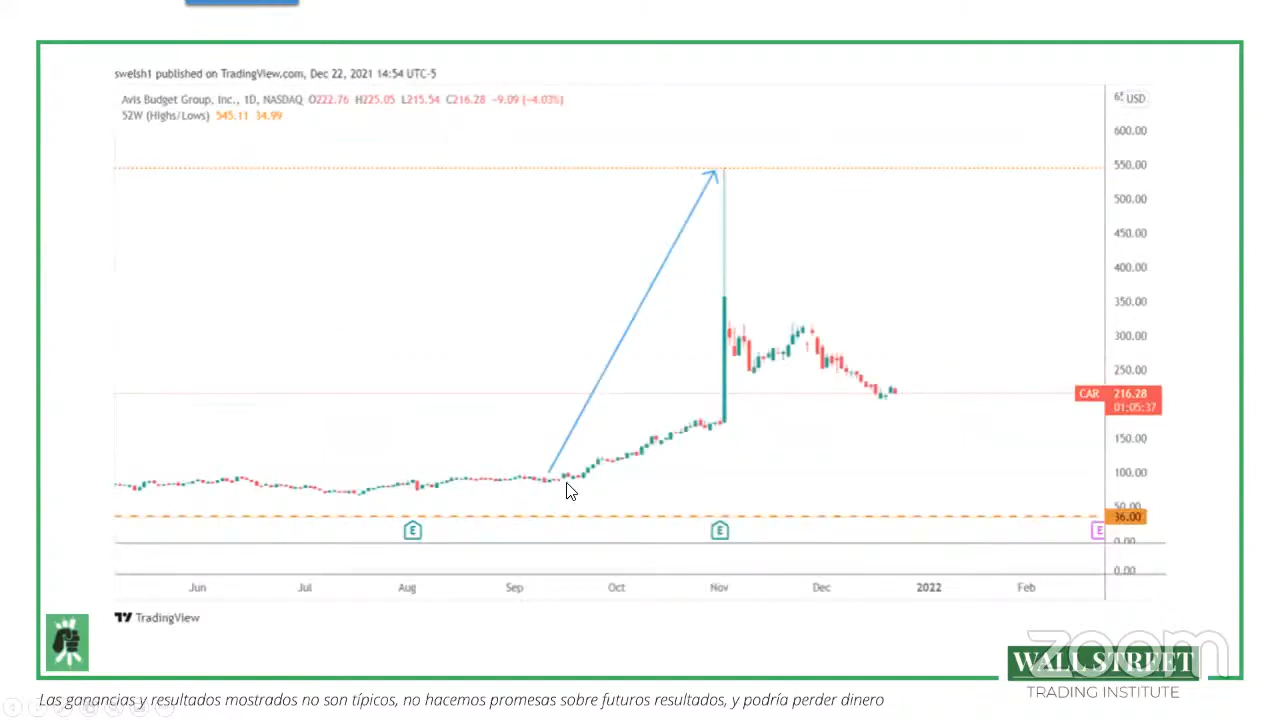 swelsh1 published on TradingView.com, Dec 22, 2021 14:54 UTC-5
Avis Budget Group, Inc., 1D, NASDAQ O222.76 H225.05 L215.54 C216.28 −9.09 (−4.03%)
52W (Highs/Lows) 545.11 34.99
USD
600.00
550.00
500.00
450.00
400.00
350.00
300.00
250.00
CAR 216.28
01:05:37
150.00
100.00
50.00
36.00
E E E
0.00
0.00
Jun Jul Aug Sep Oct Nov Dec 2022 Feb
TradingView
zoom
WALL STREET
TRADING INSTITUTE
Las ganancias y resultados mostrados no son típicos, no hacemos promesas sobre futuros resultados, y podría perder dinero